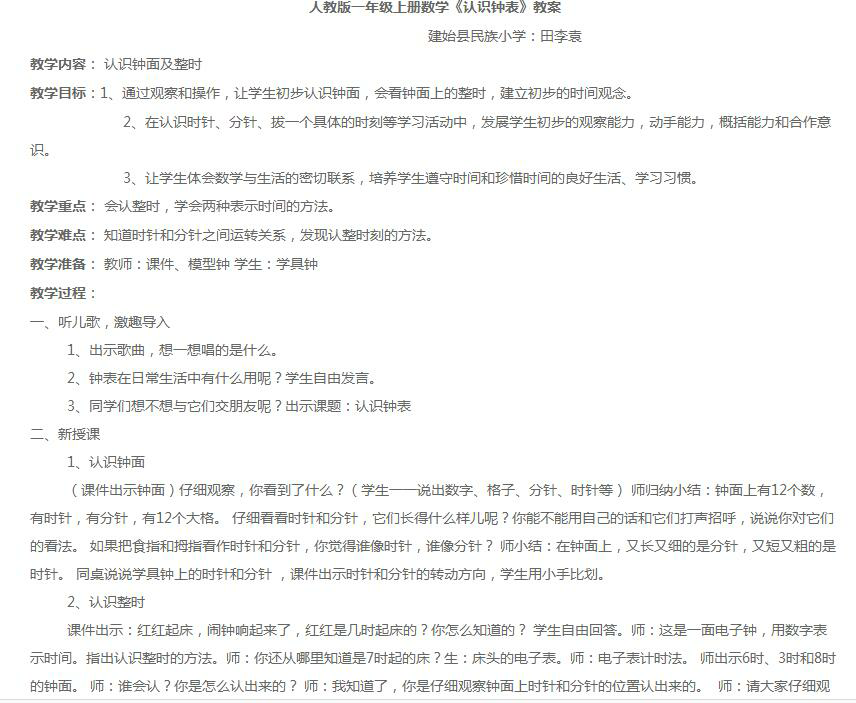 人教版一年级上册数学《认识钟表》教案
建始县民族小学：田李袁
教学内容： 认识钟面及整时
教学目标：1、通过观察和操作，让学生初步认识钟面，会看钟面上的整时，建立初步的时间观念。
2、在认识时针、分针、拔一个具体的时刻等学习活动中，发展学生初步的观察能力，动手能力，概括能力和合作意
识。
3、让学生体会数学与生活的密切联系，培养学生遵守时间和珍惜时间的良好生活、学习习惯。
教学重点： 会认整时，学会两种表示时间的方法。
教学难点： 知道时针和分针之间运转关系，发现认整时刻的方法。
教学准备： 教师：课件、模型钟 学生：学具钟
教学过程：
一、听儿歌，激趣导入
1、出示歌曲，想一想唱的是什么。
2、钟表在日常生活中有什么用呢？学生自由发言。
3、同学们想不想与它们交朋友呢？出示课题：认识钟表
二、新授课
1、认识钟面
（课件出示钟面）仔细观察，你看到了什么？（学生一一说出数字、格子、分针、时针等） 师归纳小结：钟面上有12个数，
有时针，有分针，有12个大格。 仔细看看时针和分针，它们长得什么样儿呢？你能不能用自己的话和它们打声招呼，说说你对它们
的看法。 如果把食指和拇指看作时针和分针，你觉得谁像时针，谁像分针？ 师小结：在钟面上，又长又细的是分针，又短又粗的是
时针。 同桌说说学具钟上的时针和分针 ，课件出示时针和分针的转动方向，学生用小手比划。
2、认识整时
课件出示：红红起床，闹钟响起来了，红红是几时起床的？你怎么知道的？ 学生自由回答。师：这是一面电子钟，用数字表
示时间。指出认识整时的方法。师：你还从哪里知道是7时起的床？生：床头的电子表。师：电子表计时法。 师出示6时、3时和8时
的钟面。 师：谁会认？你是怎么认出来的？ 师：我知道了，你是仔细观察钟面上时针和分针的位置认出来的。 师：请大家仔细观